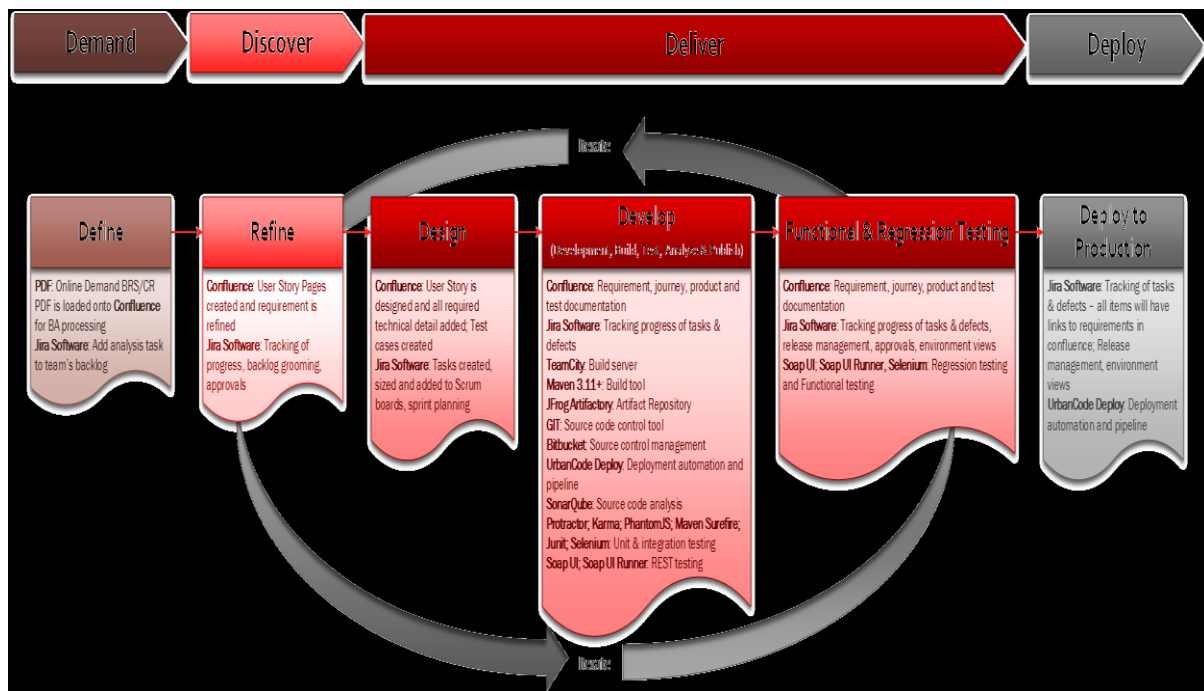 Demand
Discover
Deliver
Deploy
Iterate
Define
Refine
Design
Develop
(Development, Build, Test, Analyse & Publish)
Functional & Regression Testing
Deploy to
Production
PDF: Online Demand BRS/CR
PDF is loaded onto Confluence
for BA processing
Jira Software: Add analysis task
to team's backlog
Confluence: User Story Pages
created and requirement is
refined
Jira Software: Tracking of
progress, backlog grooming,
approvals
Confluence: User Story is
designed and all required
technical detail added; Test
cases created
Jira Software: Tasks created,
sized and added to Scrum
boards, sprint planning
Confluence: Requirement, journey, product and
test documentation
Jira Software: Tracking progress of tasks &
defects
TeamCity: Build server
Maven 3.11+: Build tool
JFrog Artifactory: Artifact Repository
GIT: Source code control tool
Bitbucket: Source control management
UrbanCode Deploy: Deployment automation and
pipeline
SonarQube: Source code analysis
Protractor; Karma; PhantomJS; Maven Surefire;
Junit; Selenium: Unit & integration testing
Soap UI; Soap UI Runner: REST testing
Confluence: Requirement, journey, product and test
documentation
Jira Software: Tracking progress of tasks & defects,
release management, approvals, environment views
Soap UI; Soap UI Runner, Selenium: Regression testing
and Functional testing
Jira Software: Tracking of tasks
& defects – all items will have
links to requirements in
confluence; Release
management, environment
views
UrbanCode Deploy: Deployment
automation and pipeline
Iterate